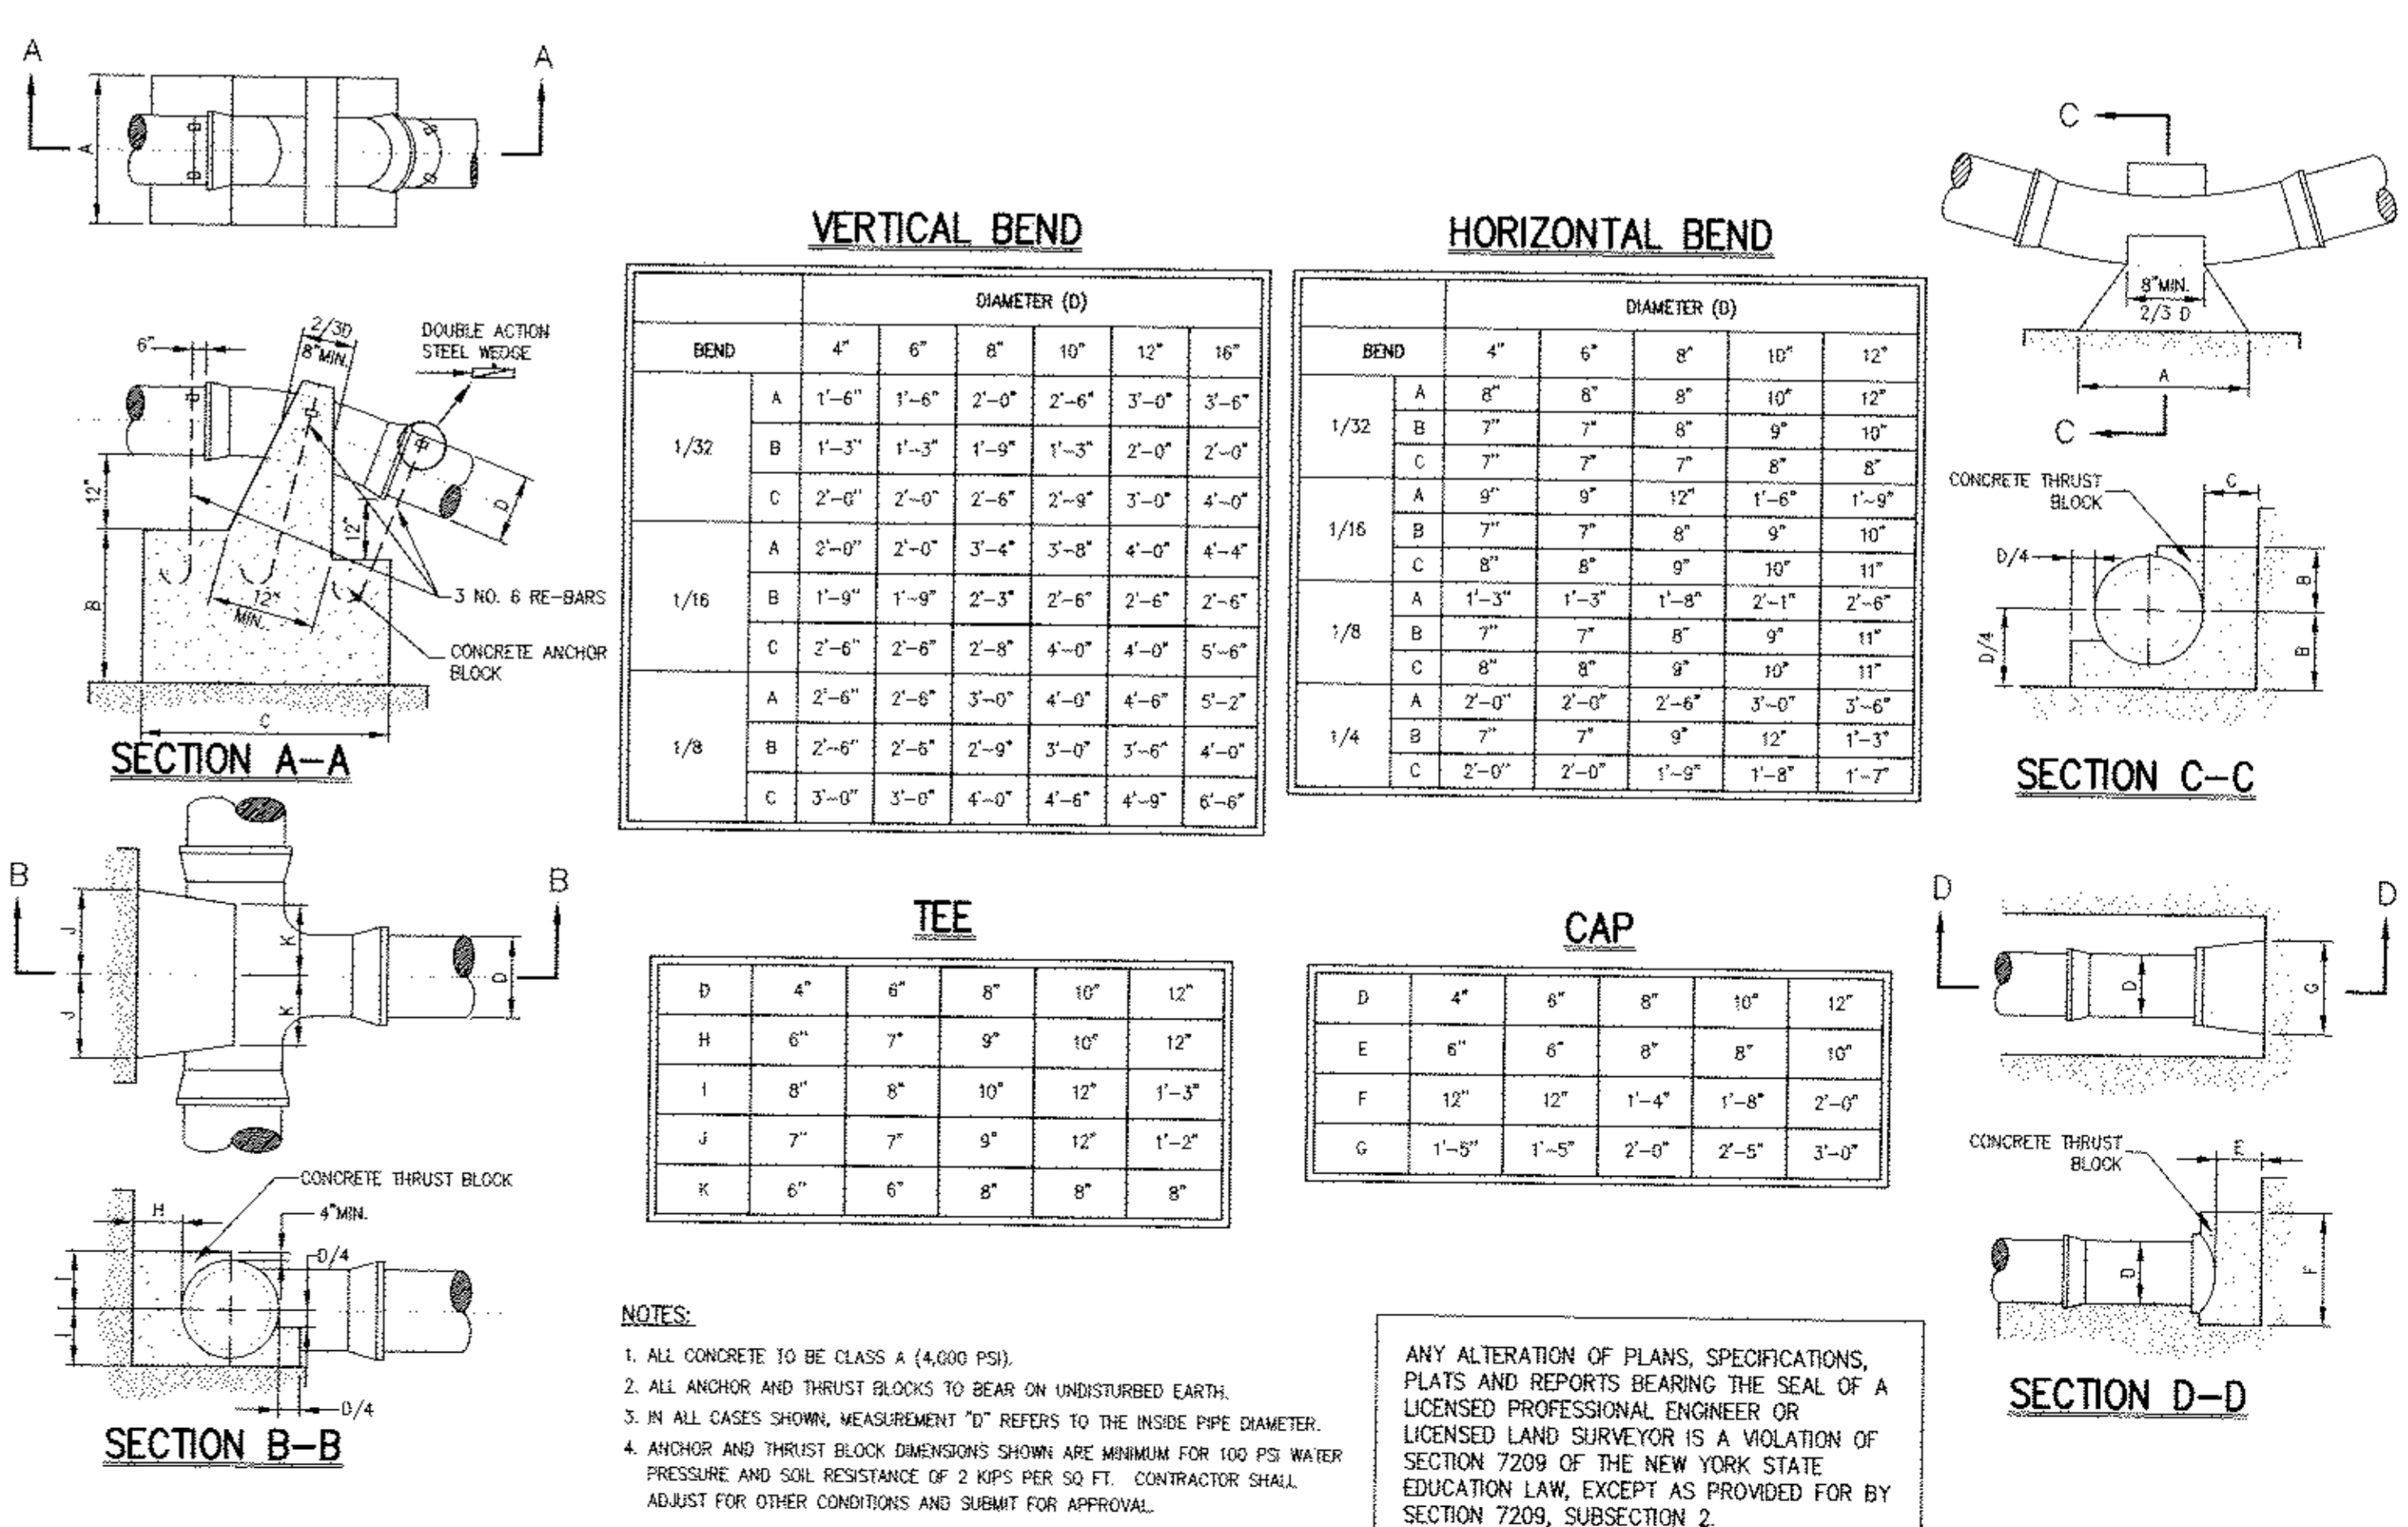 A A
A
6"
2/3D
8"MIN.
DOUBLE ACTION
STEEL WEDGE
12"
12"
D
B
12"
MIN.
3 NO. 6 RE-BARS
CONCRETE ANCHOR
BLOCK
C
SECTION A-A
VERTICAL BEND
DIAMETER (D)
BEND 4" 6" 8" 10" 12" 16"
1/32
A 1'-6" 1'-6" 2'-0" 2'-6" 3'-0" 3'-6"
B 1'-3" 1'-3" 1'-9" 1'-3" 2'-0" 2'-0"
C 2'-0" 2'-0" 2'-6" 2'-9" 3'-0" 4'-0"
1/16
A 2'-0" 2'-0" 3'-4" 3'-8" 4'-0" 4'-4"
B 1'-9" 1'-9" 2'-3" 2'-6" 2'-6" 2'-6"
C 2'-6" 2'-6" 2'-8" 4'-0" 4'-0" 5'-6"
1/8
A 2'-6" 2'-6" 3'-0" 4'-0" 4'-6" 5'-2"
B 2'-6" 2'-6" 2'-9" 3'-0" 3'-6" 4'-0"
C 3'-0" 3'-0" 4'-0" 4'-6" 4'-9" 6'-6"
HORIZONTAL BEND
DIAMETER (D)
BEND 4" 6" 8" 10" 12"
1/32
A 8" 8" 8" 10" 12"
B 7" 7" 8" 9" 10"
C 7" 7" 7" 8" 8"
1/16
A 9" 9" 12" 1'-6" 1'-9"
B 7" 7" 8" 9" 10"
C 8" 8" 9" 10" 11"
1/8
A 1'-3" 1'-3" 1'-8" 2'-1" 2'-6"
B 7" 7" 8" 9" 11"
C 8" 8" 9" 10" 11"
1/4
A 2'-0" 2'-0" 2'-6" 3'-0" 3'-6"
B 7" 7" 9" 12" 1'-3"
C 2'-0" 2'-0" 1'-9" 1'-8" 1'-7"
C
8"MIN.
2/3 D
A
C
CONCRETE THRUST
BLOCK
C
D/4
B
D/4
B
SECTION C-C
B B
J
K
D
J
K
CONCRETE THRUST BLOCK
H
4"MIN.
D/4
I
I
D/4
SECTION B-B
TEE
D 4" 6" 8" 10" 12"
H 6" 7" 9" 10" 12"
I 8" 8" 10" 12" 1'-3"
J 7" 7" 9" 12" 1'-2"
K 6" 6" 8" 8" 8"
CAP
D 4" 6" 8" 10" 12"
E 6" 6" 8" 8" 10"
F 12" 12" 1'-4" 1'-8" 2'-0"
G 1'-5" 1'-5" 2'-0" 2'-5" 3'-0"
D D
D
G
CONCRETE THRUST
BLOCK
E
D
F
SECTION D-D
NOTES:
1. ALL CONCRETE TO BE CLASS A (4,000 PSI).
2. ALL ANCHOR AND THRUST BLOCKS TO BEAR ON UNDISTURBED EARTH.
3. IN ALL CASES SHOWN, MEASUREMENT "D" REFERS TO THE INSIDE PIPE DIAMETER.
4. ANCHOR AND THRUST BLOCK DIMENSIONS SHOWN ARE MINIMUM FOR 100 PSI WATER
PRESSURE AND SOIL RESISTANCE OF 2 KIPS PER SQ FT. CONTRACTOR SHALL
ADJUST FOR OTHER CONDITIONS AND SUBMIT FOR APPROVAL.
ANY ALTERATION OF PLANS, SPECIFICATIONS,
PLATS AND REPORTS BEARING THE SEAL OF A
LICENSED PROFESSIONAL ENGINEER OR
LICENSED LAND SURVEYOR IS A VIOLATION OF
SECTION 7209 OF THE NEW YORK STATE
EDUCATION LAW, EXCEPT AS PROVIDED FOR BY
SECTION 7209, SUBSECTION 2.